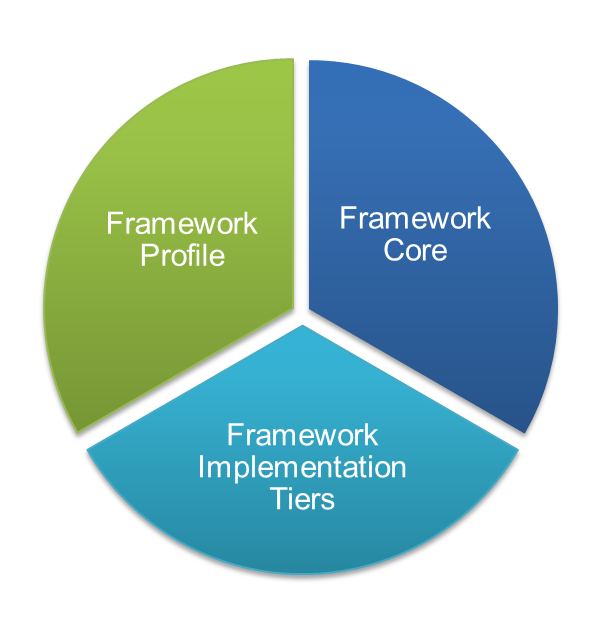 Framework
Profile
Framework
Core
Framework
Implementation
Tiers